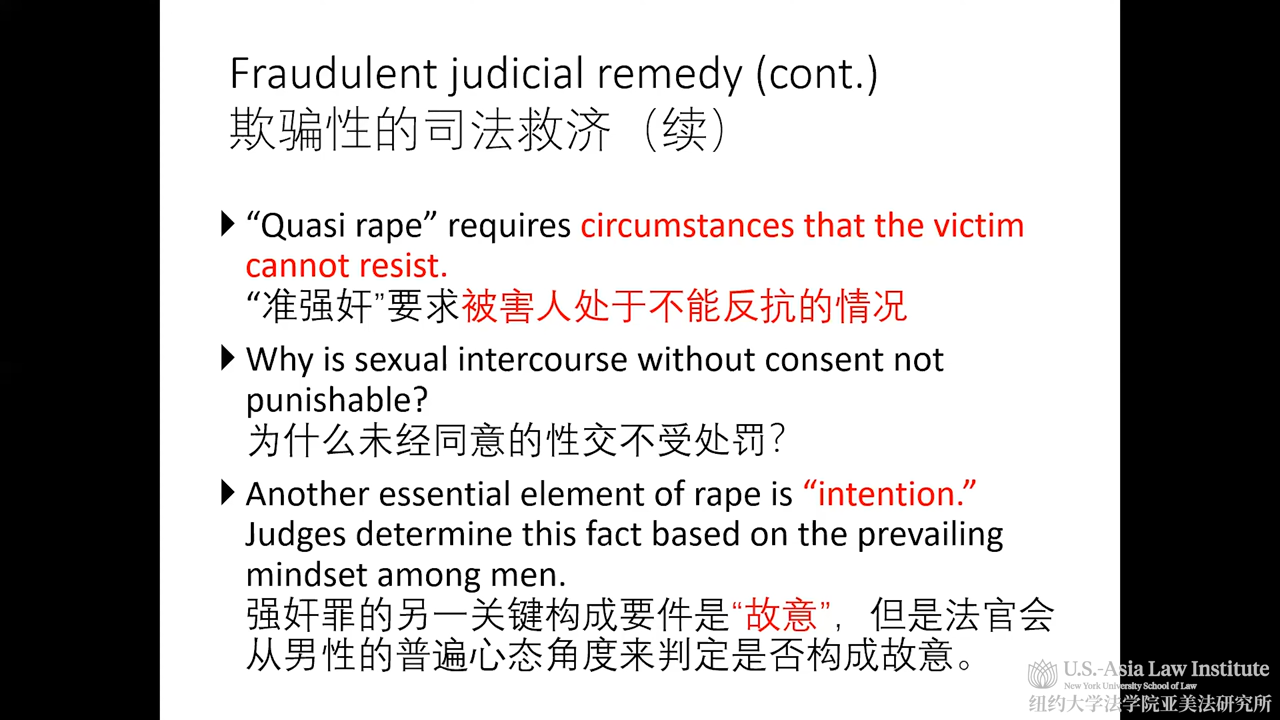 Fraudulent judicial remedy (cont.)
欺骗性的司法救济（续）
“Quasi rape” requires circumstances that the victim
cannot resist.
“准强奸”要求被害人处于不能反抗的情况
Why is sexual intercourse without consent not
punishable?
为什么未经同意的性交不受处罚？
Another essential element of rape is “intention.”
Judges determine this fact based on the prevailing
mindset among men.
强奸罪的另一关键构成要件是“故意”，但是法官会
从男性的普遍心态角度来判定是否构成故意。
U.S.-Asia Law Institute
New York University School of Law
纽约大学法学院亚美法研究所